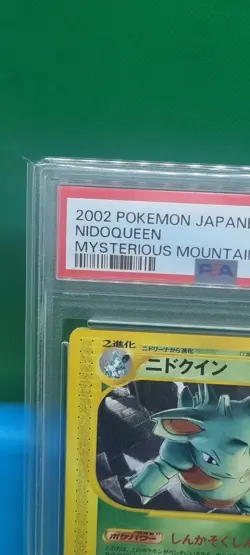 2002 POKEMON JAPANE
NIDOQUEEN
MYSTERIOUS MOUNTAI
PSA
2進化
ニドリーナから進化
ニドクイン
ポケパワー しんかそくし